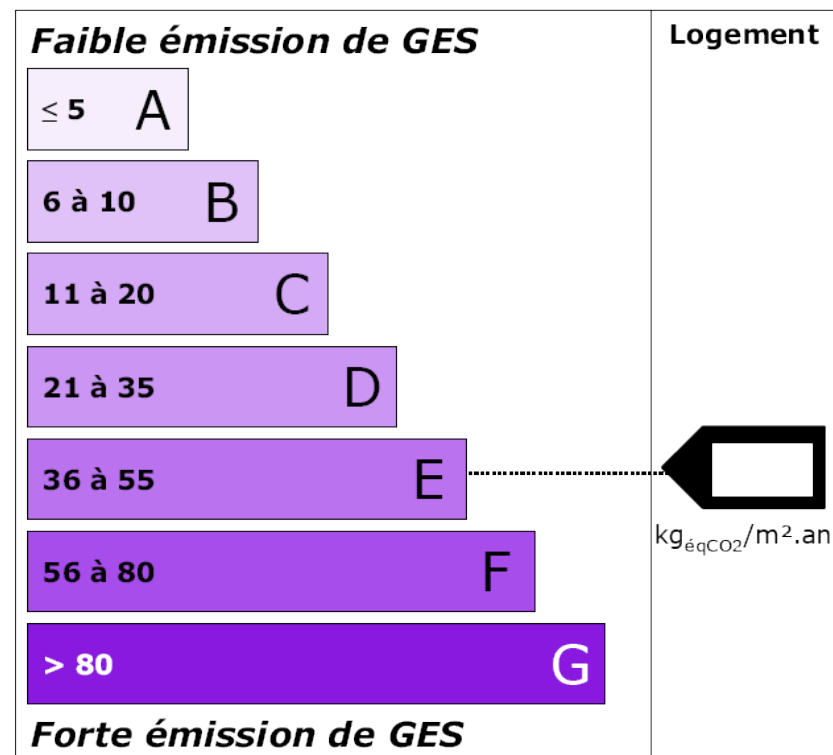 Faible émission de GES
Logement
≤ 5 A
6 à 10 B
11 à 20 C
21 à 35 D
36 à 55 E
kgéqCO2/m².an
56 à 80 F
> 80 G
Forte émission de GES